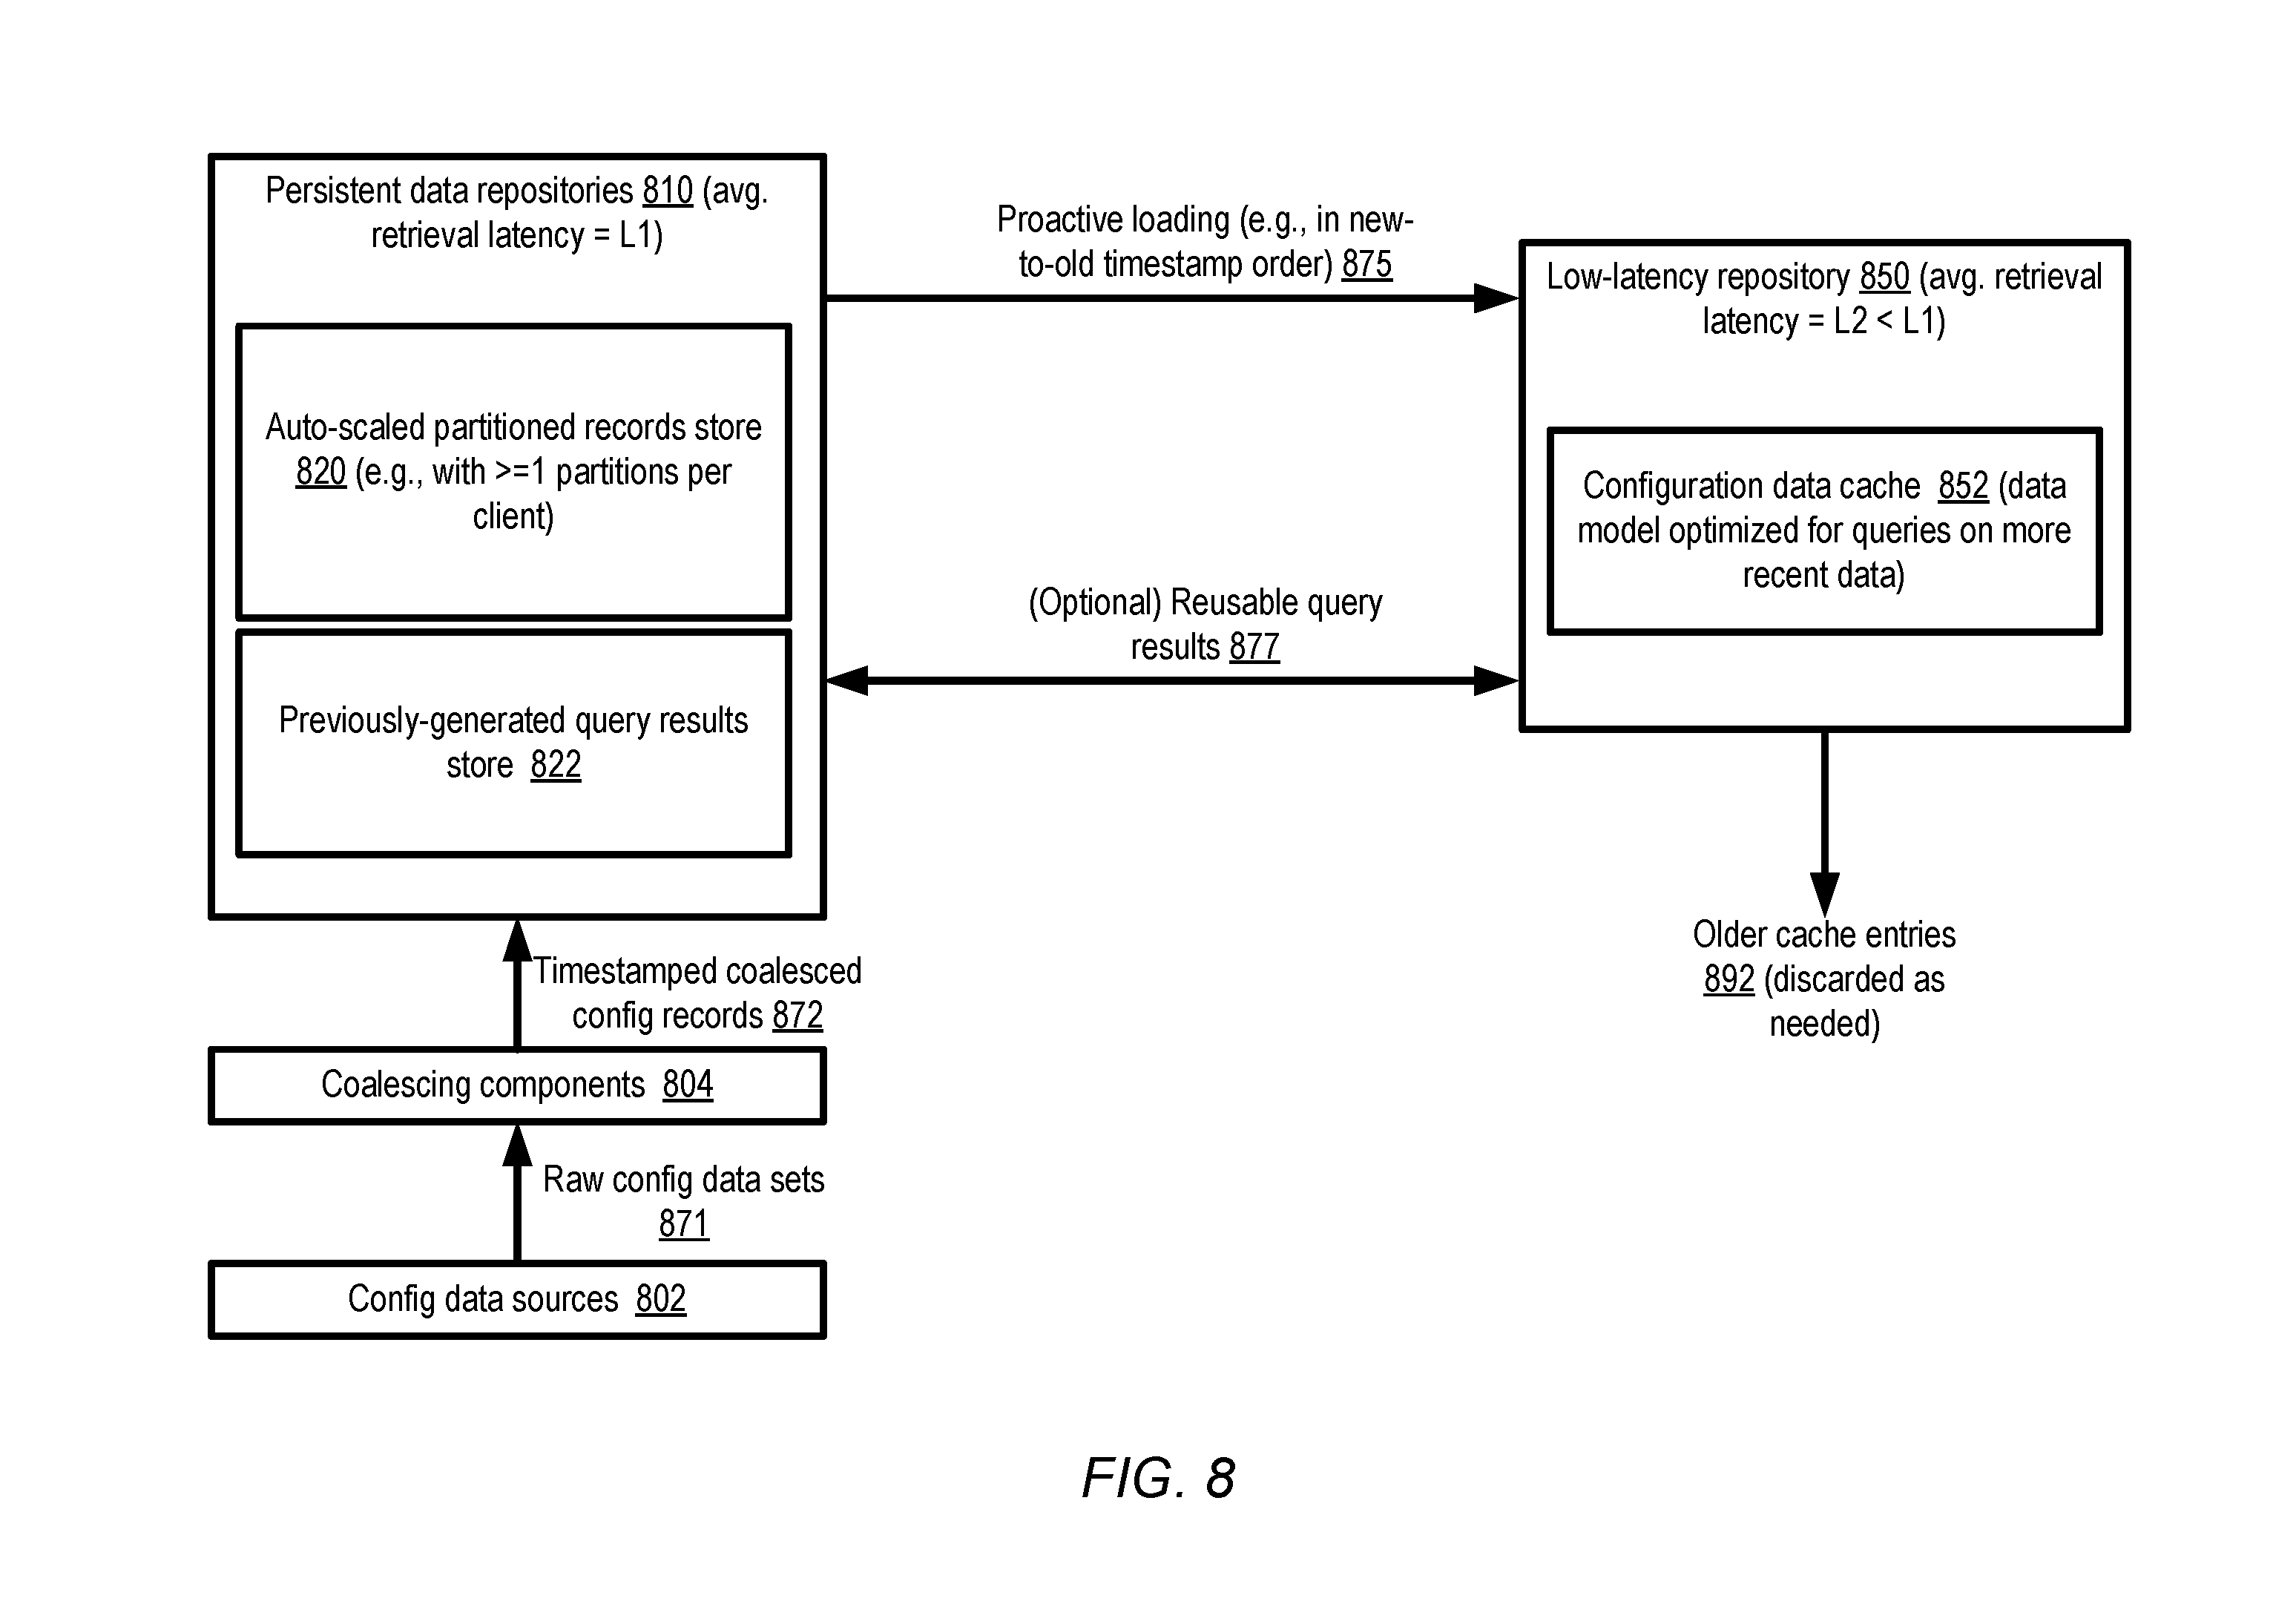 Persistent data repositories 810 (avg.
retrieval latency = L1)
Auto-scaled partitioned records store
820 (e.g., with >=1 partitions per
client)
Previously-generated query results
store 822
Proactive loading (e.g., in new-
to-old timestamp order) 875
(Optional) Reusable query
results 877
Low-latency repository 850 (avg. retrieval
latency = L2 < L1)
Configuration data cache 852 (data
model optimized for queries on more
recent data)
Older cache entries
892 (discarded as
needed)
Timestamped coalesced
config records 872
Coalescing components 804
Raw config data sets
871
Config data sources 802
FIG. 8